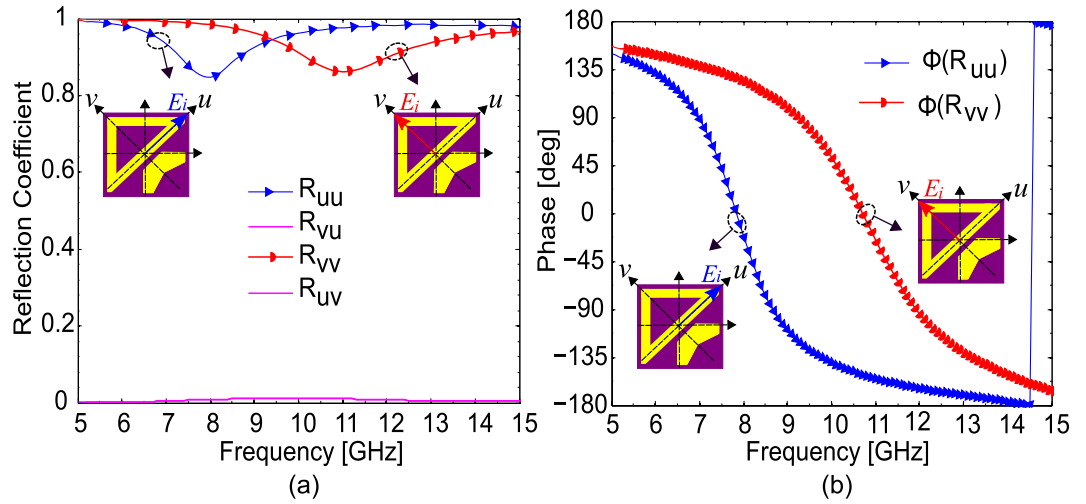 Reflection Coefficient
1
0.8
0.6
0.4
0.2
0
5 6 7 8 9 10 11 12 13 14 15
Frequency [GHz]
v Ei u
v Ei u
Ruu
Rvu
Rvv
Ruv
(a)
Phase [deg]
180
135
90
45
0
−45
−90
−135
−180
5 6 7 8 9 10 11 12 13 14 15
Frequency [GHz]
Φ(Ruu)
Φ(Rvv)
v Ei u
v Ei u
(b)